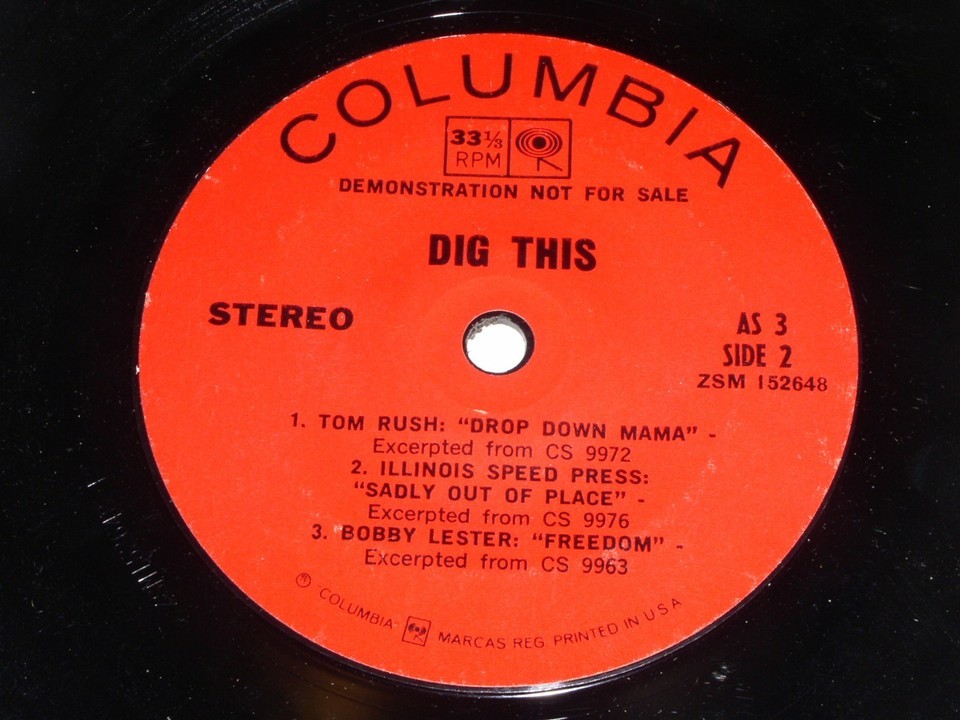 COLUMBIA
33⅓
RPM
DEMONSTRATION NOT FOR SALE
DIG THIS
STEREO
AS 3
SIDE 2
ZSM 152648
1. TOM RUSH: "DROP DOWN MAMA" -
Excerpted from CS 9972
2. ILLINOIS SPEED PRESS:
"SADLY OUT OF PLACE" -
Excerpted from CS 9976
3. BOBBY LESTER: "FREEDOM" -
Excerpted from CS 9963
"COLUMBIA" MARCAS REG. PRINTED IN U.S.A.